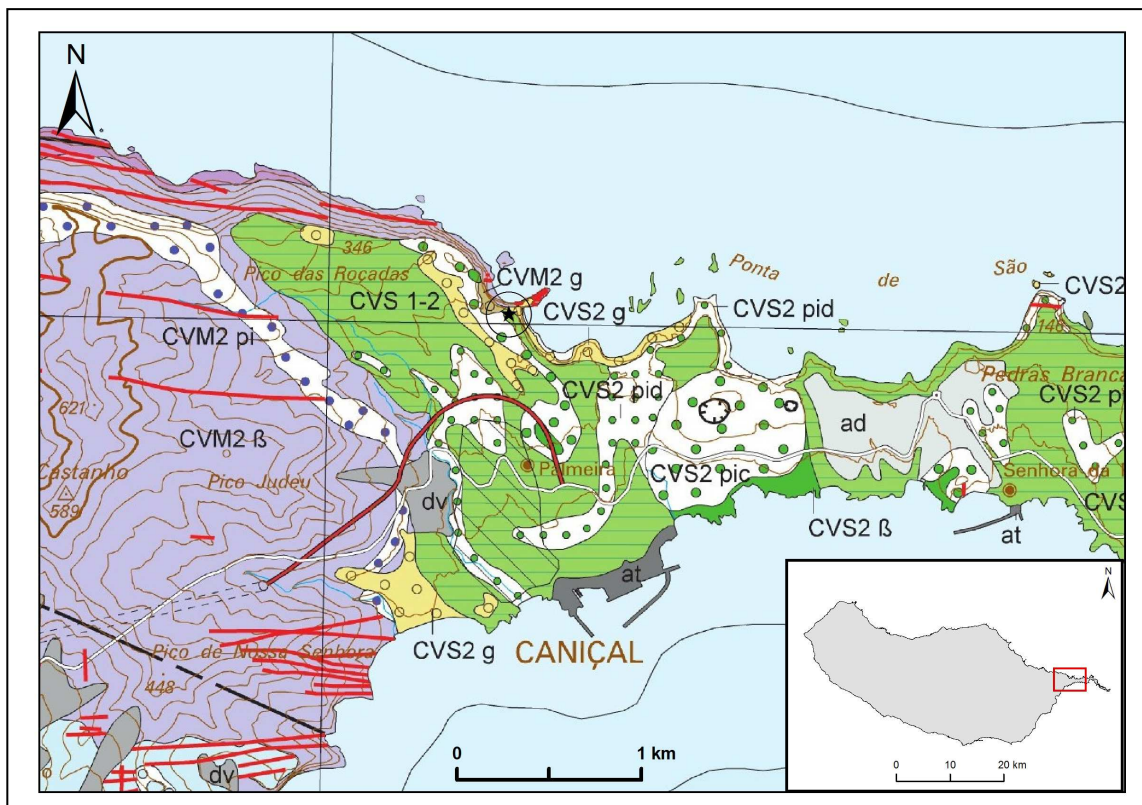 N
346
Pico das Roçadas
CVM2 g
Ponta de São
CVS2
CVS 1-2
CVS2 g
CVS2 pid
146
CVM2 pi
Pedras Branca
CVS2 pid
621
ad
CVM2 ß
Palmeira
CVS2 pic
Senhora da
Castanho
Pico Judeu
589
dv
CVS2 ß
at
at
N
CANIÇAL
CVS2 g
Pico de Nossa Senhora
448
0 1 km
dv
0 10 20 km